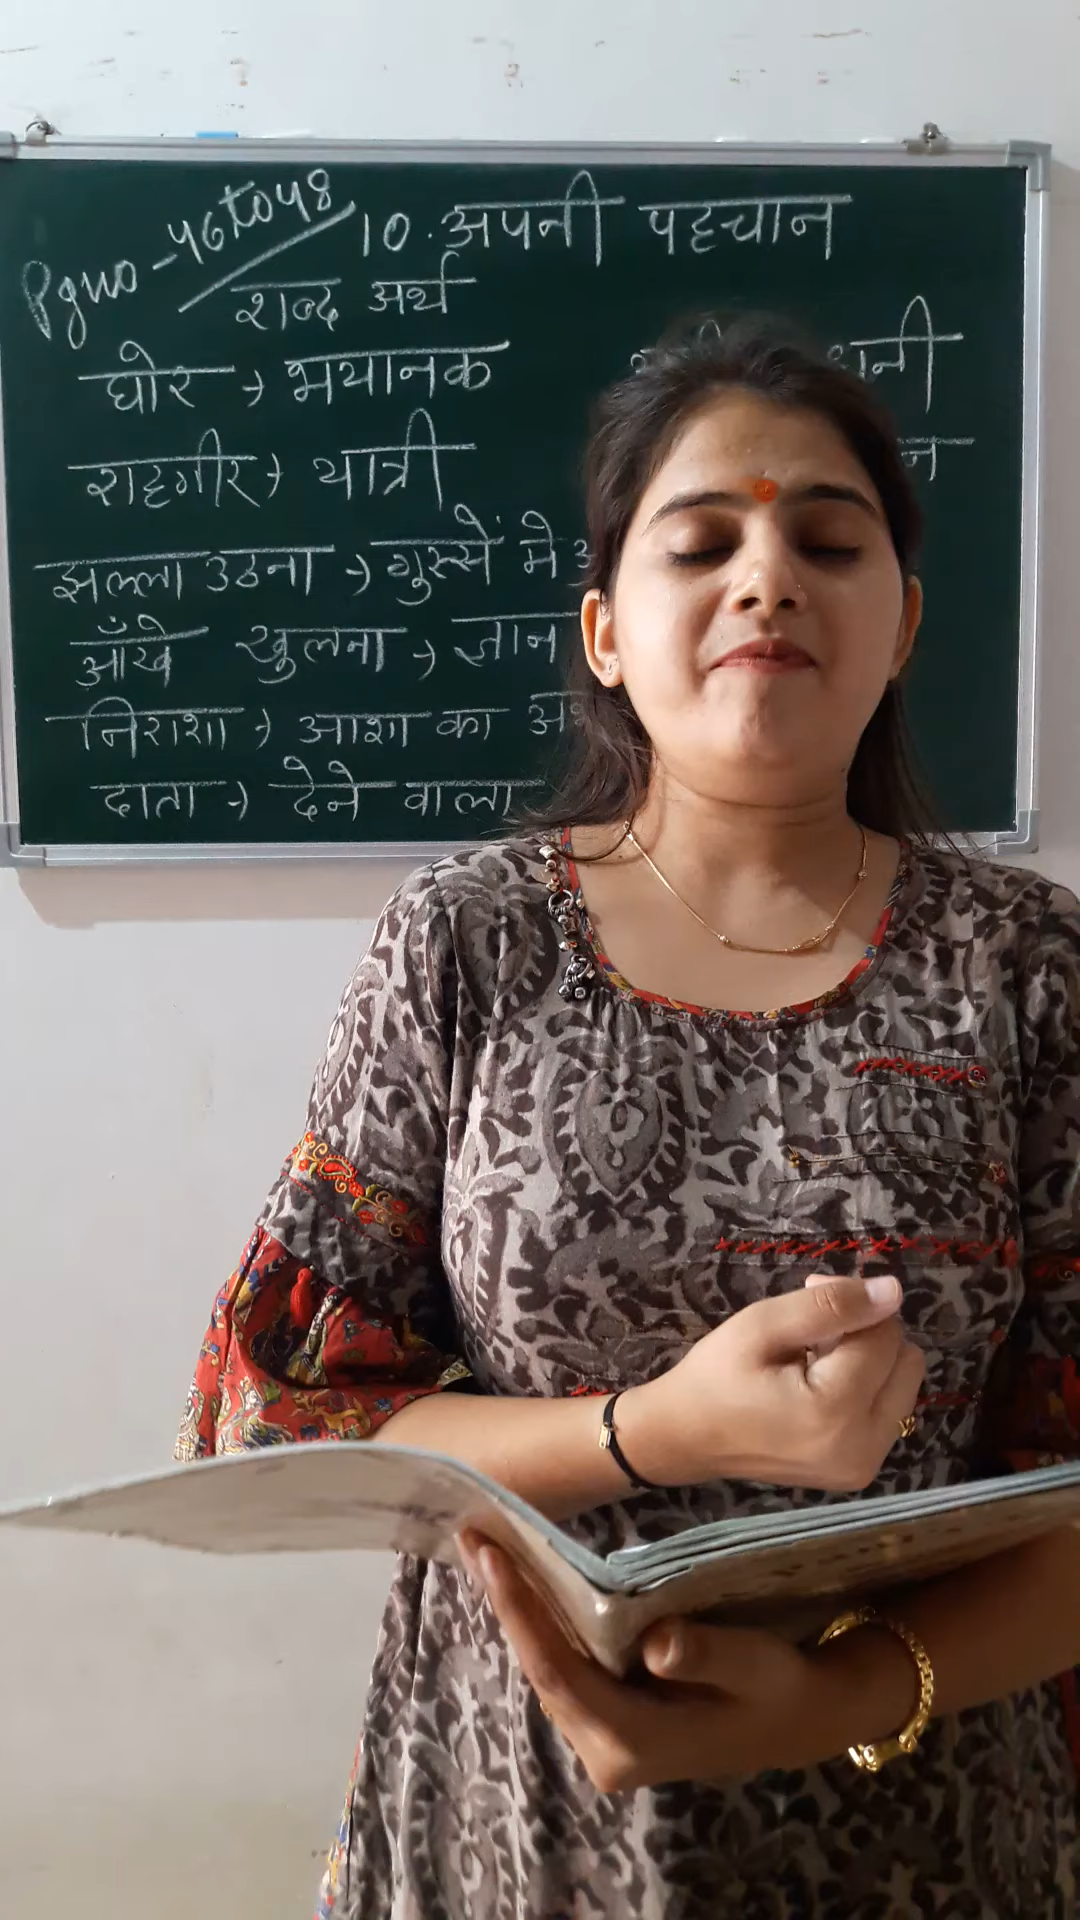 Pg no - 46 to 48
10. अपनी पहचान
शब्द अर्थ
घोर → भयानक
राहगीर → यात्री
झल्ला उठना → गुस्सें मे
आँखे खुलना → ज्ञान
निराशा → आशा का
दाता → देने वाला